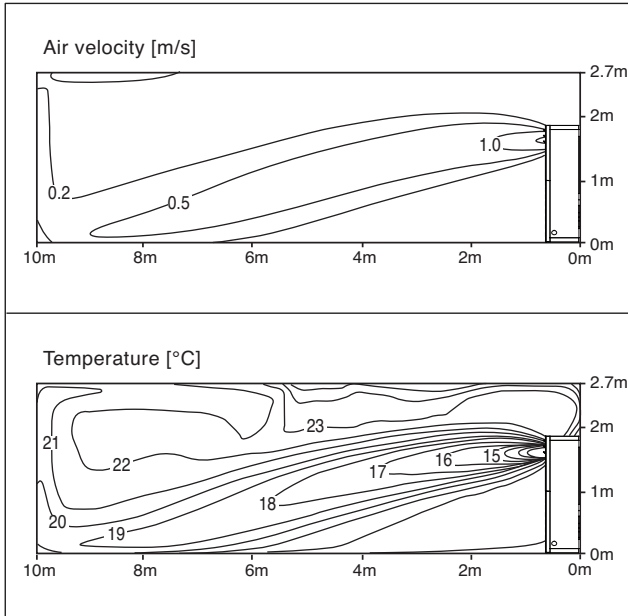 Air velocity [m/s]
2.7m
2m
1.0
1m
0.2
0.5
0m
10m 8m 6m 4m 2m 0m
Temperature [°C]
2.7m
21
23
2m
22
16 15
17
18
1m
20
19
0m
10m 8m 6m 4m 2m 0m